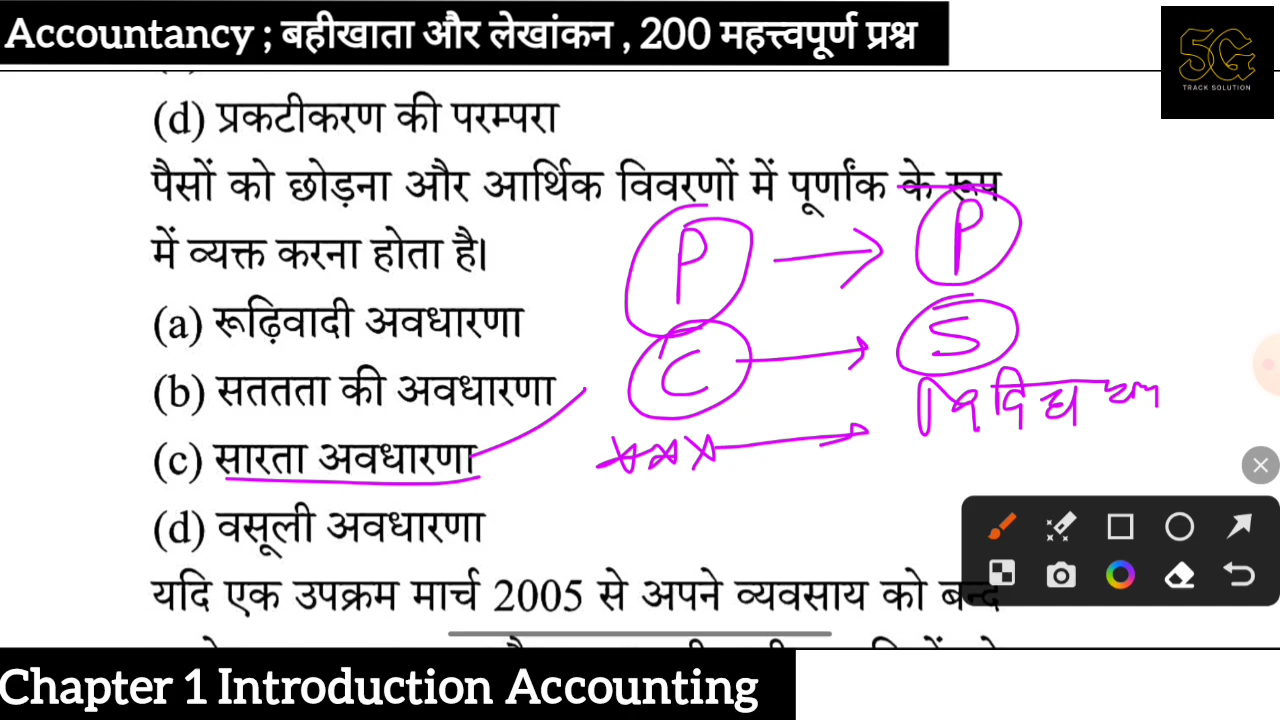 Accountancy ; बहीखाता और लेखांकन , 200 महत्त्वपूर्ण प्रश्न
5G
TRACK SOLUTION
(d) प्रकटीकरण की परम्परा
पैसों को छोड़ना और आर्थिक विवरणों में पूर्णांक के रूप
में व्यक्त करना होता है।
P P
(a) रूढ़िवादी अवधारणा
C S
(b) सततता की अवधारणा
(c) सारता अवधारणा
(d) वसूली अवधारणा
यदि एक उपक्रम मार्च 2005 से अपने व्यवसाय को बन्द
Chapter 1 Introduction Accounting